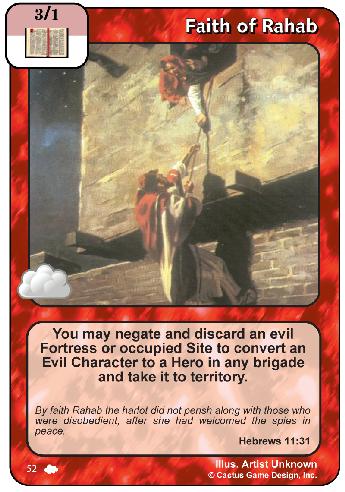 3/1
Faith of Rahab
You may negate and discard an evil
Fortress or occupied Site to convert an
Evil Character to a Hero in any brigade
and take it to territory.
By faith Rahab the harlot did not perish along with those
who were disobedient, after she had welcomed the spies in
peace.
Hebrews 11:31
52
Illus. Artist Unknown
© Cactus Game Design, Inc.